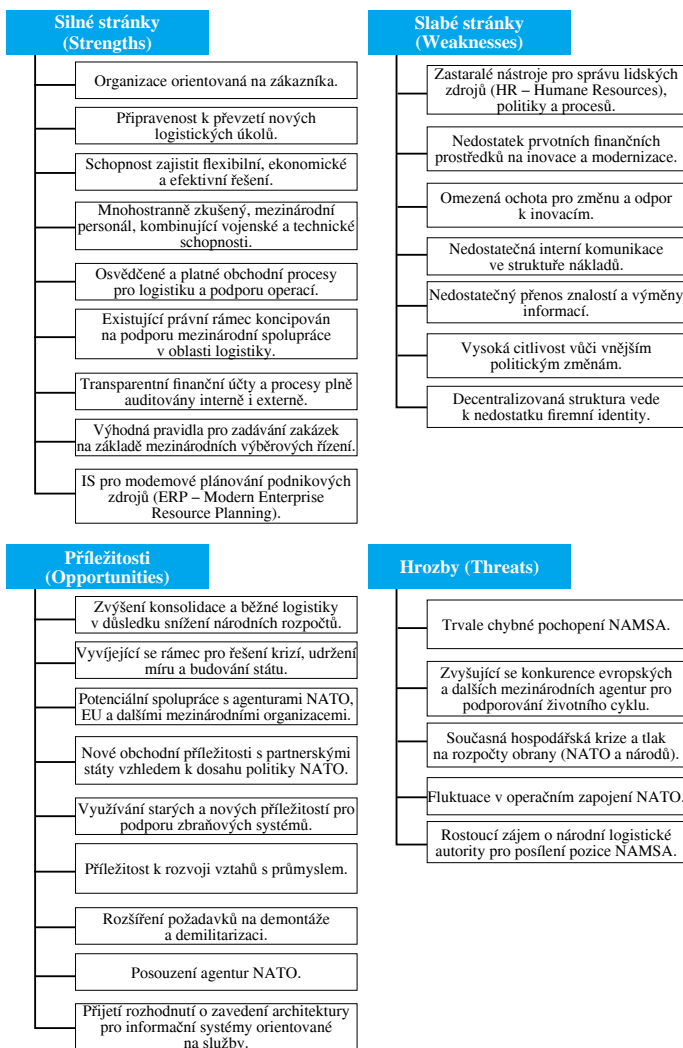 Silné stránky
(Strengths)
Organizace orientovaná na zákazníka.
Připravenost k převzetí nových
logistických úkolů.
Schopnost zajistit flexibilní, ekonomické
a efektivní řešení.
Mnohostranně zkušený, mezinárodní
personál, kombinující vojenské a technické
schopnosti.
Osvědčené a platné obchodní procesy
pro logistiku a podporu operací.
Existující právní rámec koncipován
na podporu mezinárodní spolupráce
v oblasti logistiky.
Transparentní finanční účty a procesy plně
auditovány interně i externě.
Výhodná pravidla pro zadávání zakázek
na základě mezinárodních výběrových řízení.
IS pro modemové plánování podnikových
zdrojů (ERP – Modern Enterprise
Resource Planning).
Slabé stránky
(Weaknesses)
Zastaralé nástroje pro správu lidských
zdrojů (HR – Humane Resources),
politiky a procesů.
Nedostatek prvotních finančních
prostředků na inovace a modernizace.
Omezená ochota pro změnu a odpor
k inovacím.
Nedostatečná interní komunikace
ve struktuře nákladů.
Nedostatečný přenos znalostí a výměny
informací.
Vysoká citlivost vůči vnějším
politickým změnám.
Decentralizovaná struktura vede
k nedostatku firemní identity.
Příležitosti
(Opportunities)
Zvýšení konsolidace a běžné logistiky
v důsledku snížení národních rozpočtů.
Vyvíjející se rámec pro řešení krizí, udržení
míru a budování státu.
Potenciální spolupráce s agenturami NATO,
EU a dalšími mezinárodními organizacemi.
Nové obchodní příležitosti s partnerskými
státy vzhledem k dosahu politiky NATO.
Využívání starých a nových příležitostí pro
podporu zbraňových systémů.
Příležitost k rozvoji vztahů s průmyslem.
Rozšíření požadavků na demontáže
a demilitarizaci.
Posouzení agentur NATO.
Přijetí rozhodnutí o zavedení architektury
pro informační systémy orientované
na služby.
Hrozby (Threats)
Trvale chybné pochopení NAMSA.
Zvyšující se konkurence evropských
a dalších mezinárodních agentur pro
podporování životního cyklu.
Současná hospodářská krize a tlak
na rozpočty obrany (NATO a národů).
Fluktuace v operačním zapojení NATO.
Rostoucí zájem o národní logistické
autority pro posílení pozice NAMSA.